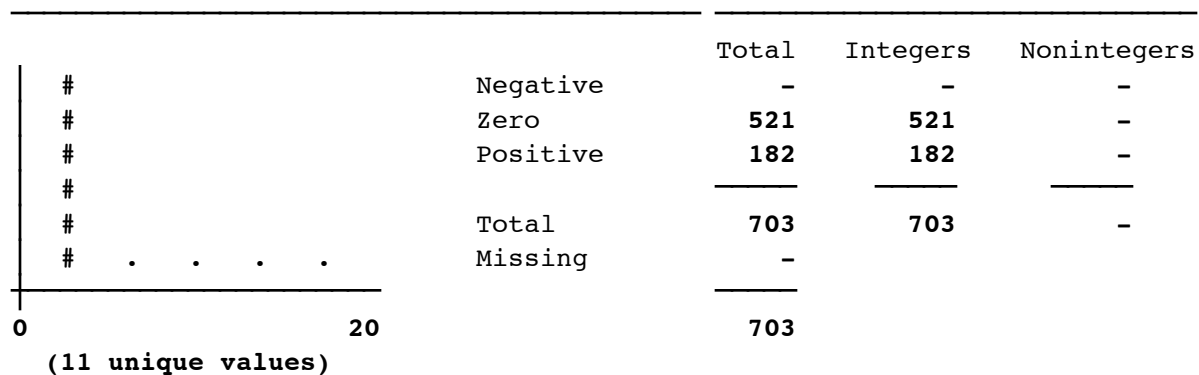 Total Integers Nonintegers
# Negative - - -
# Zero 521 521 -
# Positive 182 182 -
#
# Total 703 703 -
# . . . . Missing -
0 20 703
(11 unique values)